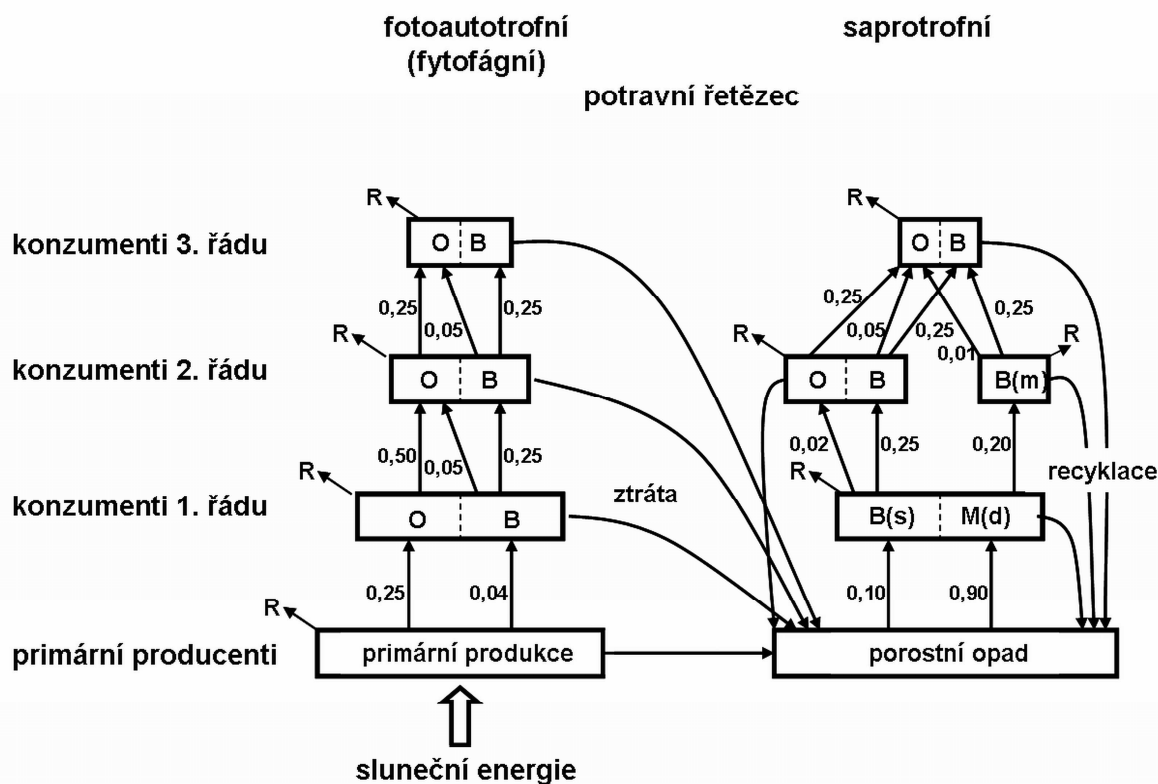 fotoautotrofní
(fytofágní)
saprotrofní
potravní řetězec
R
R
konzumenti 3. řádu
O B
O B
0,25
0,05
0,25
0,25
0,05
0,25
0,01
0,25
R
R
R
konzumenti 2. řádu
O B
O B
B(m)
0,50
0,05
0,25
0,02
0,25
0,20
R
R
recyklace
konzumenti 1. řádu
ztráta
O B
B(s) M(d)
0,25
0,04
0,10
0,90
R
primární producenti
primární produkce
porostní opad
sluneční energie